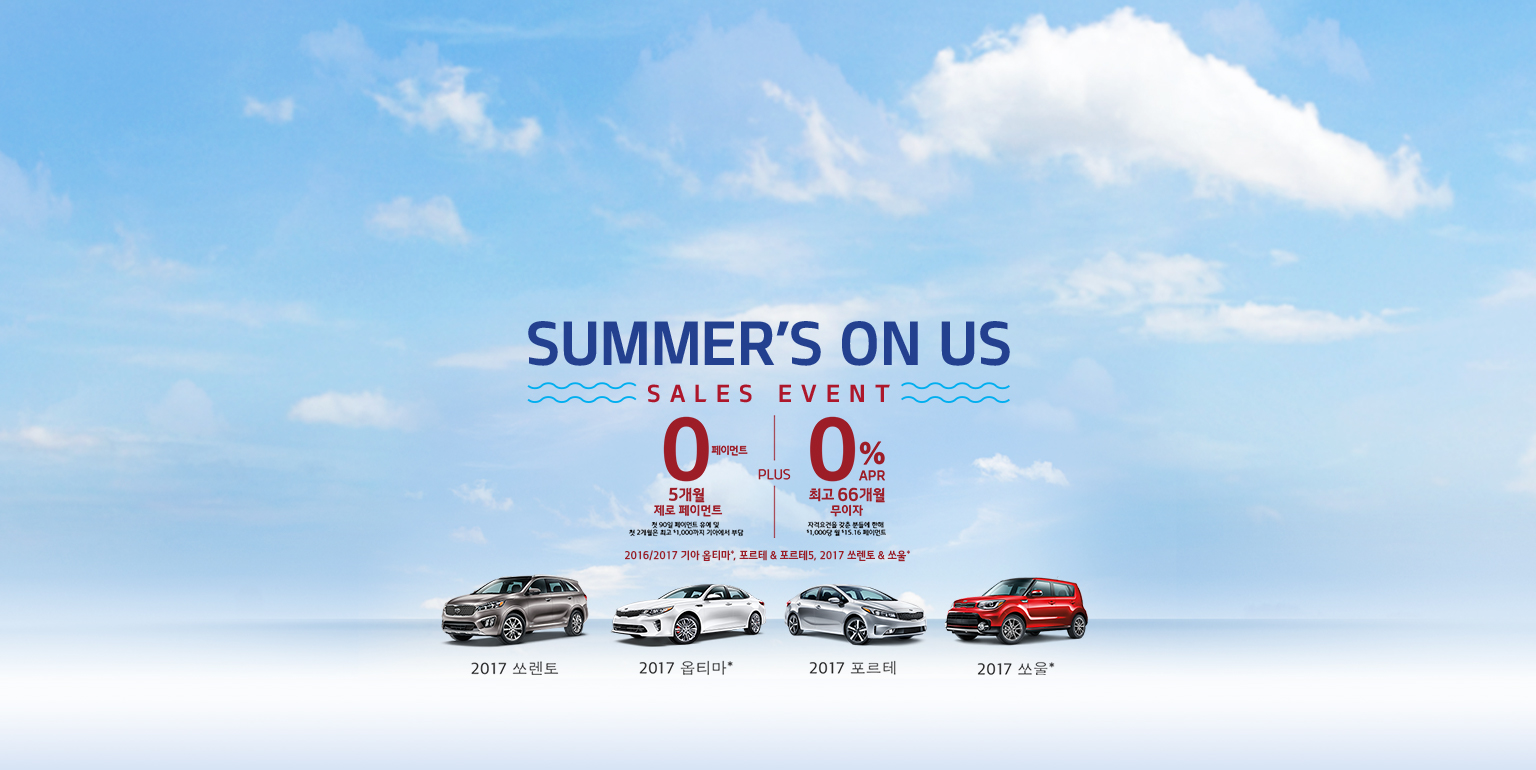 SUMMER'S ON US
SALES EVENT
0 페이먼트
5개월
제로 페이먼트
첫 90일 페이먼트 유예 및
첫 2개월은 최고 $1,000까지 기아에서 부담
PLUS
0% APR
최고 66개월
무이자
자격요건을 갖춘 분들에 한해
$1,000당 월 $15.16 페이먼트
2016/2017 기아 옵티마*, 포르테 & 포르테5, 2017 쏘렌토 & 쏘울*
2017 쏘렌토
2017 옵티마*
2017 포르테
2017 쏘울*